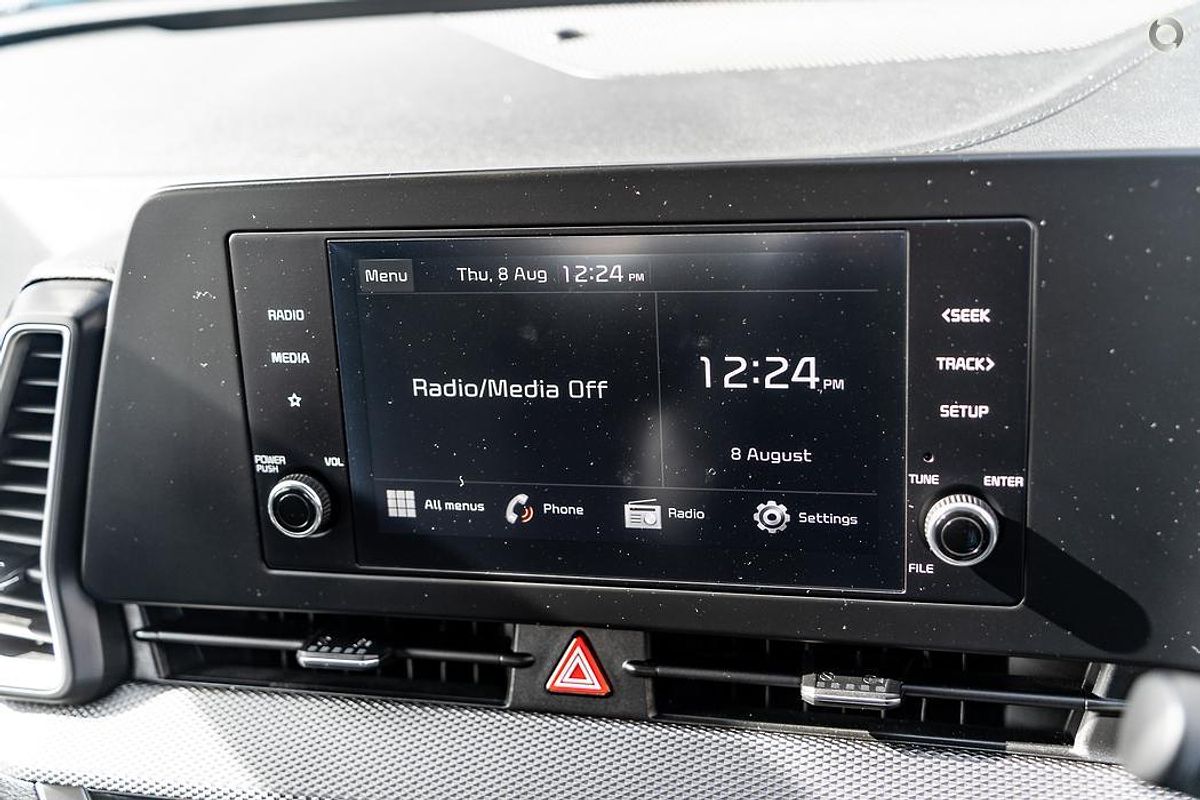 Menu
Thu, 8 Aug 12:24 PM
RADIO
MEDIA
POWER
PUSH
VOL
Radio/Media Off
12:24 PM
8 August
All menus
Phone
Radio
Settings
<SEEK
TRACK>
SETUP
TUNE
ENTER
FILE